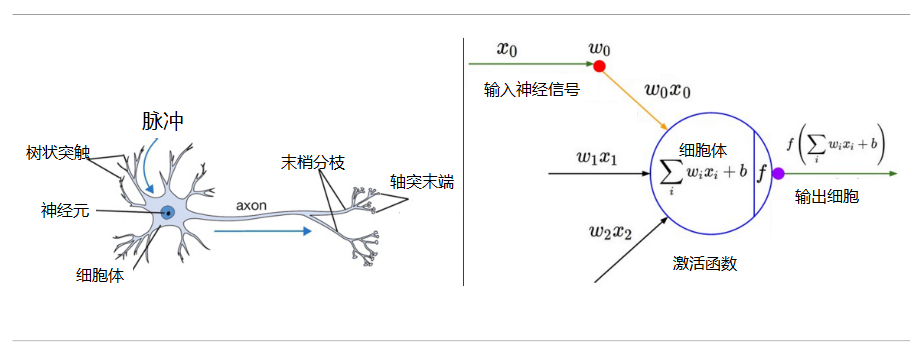 脉冲
树状突触
神经元
细胞体
axon
末梢分枝
轴突末端
x₀
w₀
输入神经信号
w₀x₀
w₁x₁
w₂x₂
细胞体
∑ᵢ wᵢxᵢ + b
f
激活函数
f(∑ᵢ wᵢxᵢ + b)
输出细胞